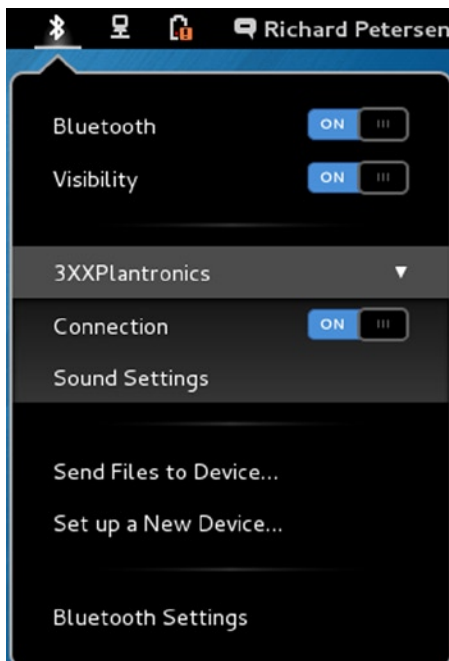 Richard Petersen
Bluetooth ON
Visibility ON
3XXPlantronics
Connection ON
Sound Settings
Send Files to Device...
Set up a New Device...
Bluetooth Settings